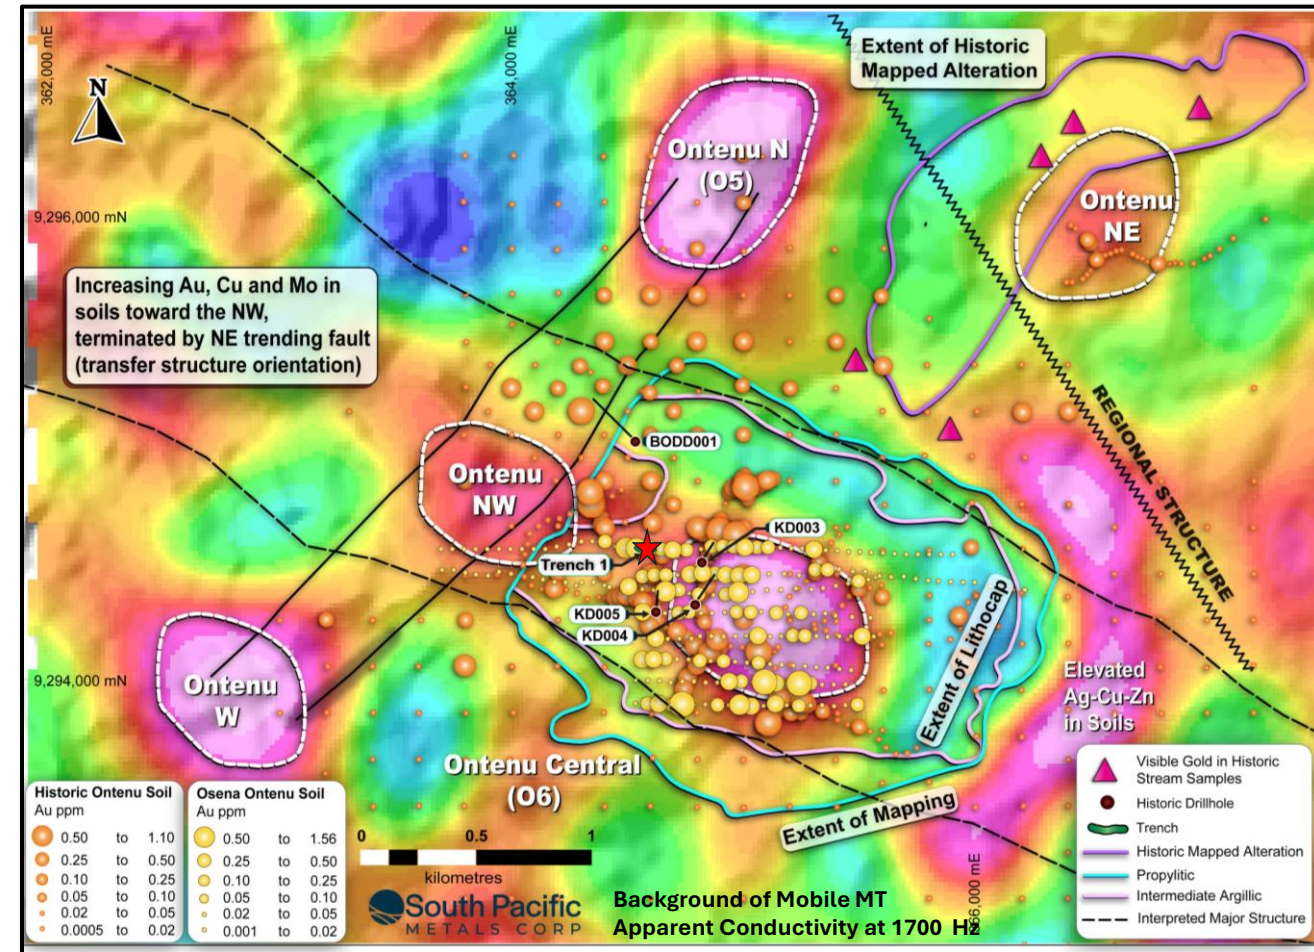 362,000 mE
364,000 mE
N
Extent of Historic
Mapped Alteration
Ontenu N
(O5)
Ontenu
NE
9,296,000 mN
Increasing Au, Cu and Mo in
soils toward the NW,
terminated by NE trending fault
(transfer structure orientation)
REGIONAL STRUCTURE
BODD001
Ontenu
NW
KD003
Trench 1
KD005
KD004
Extent of Lithocap
9,294,000 mN
Ontenu
W
Elevated
Ag-Cu-Zn
in Soils
Ontenu Central
(O6)
Extent of Mapping
Historic Ontenu Soil
Au ppm
0.50 to 1.10
0.25 to 0.50
0.10 to 0.25
0.05 to 0.10
0.02 to 0.05
0.0005 to 0.02
Osena Ontenu Soil
Au ppm
0.50 to 1.56
0.25 to 0.50
0.10 to 0.25
0.05 to 0.10
0.02 to 0.05
0.001 to 0.02
0 0.5 1
kilometres
South Pacific
METALS CORP
Background of Mobile MT
Apparent Conductivity at 1700 Hz
366,000 mE
Visible Gold in Historic
Stream Samples
Historic Drillhole
Trench
Historic Mapped Alteration
Propylitic
Intermediate Argillic
Interpreted Major Structure